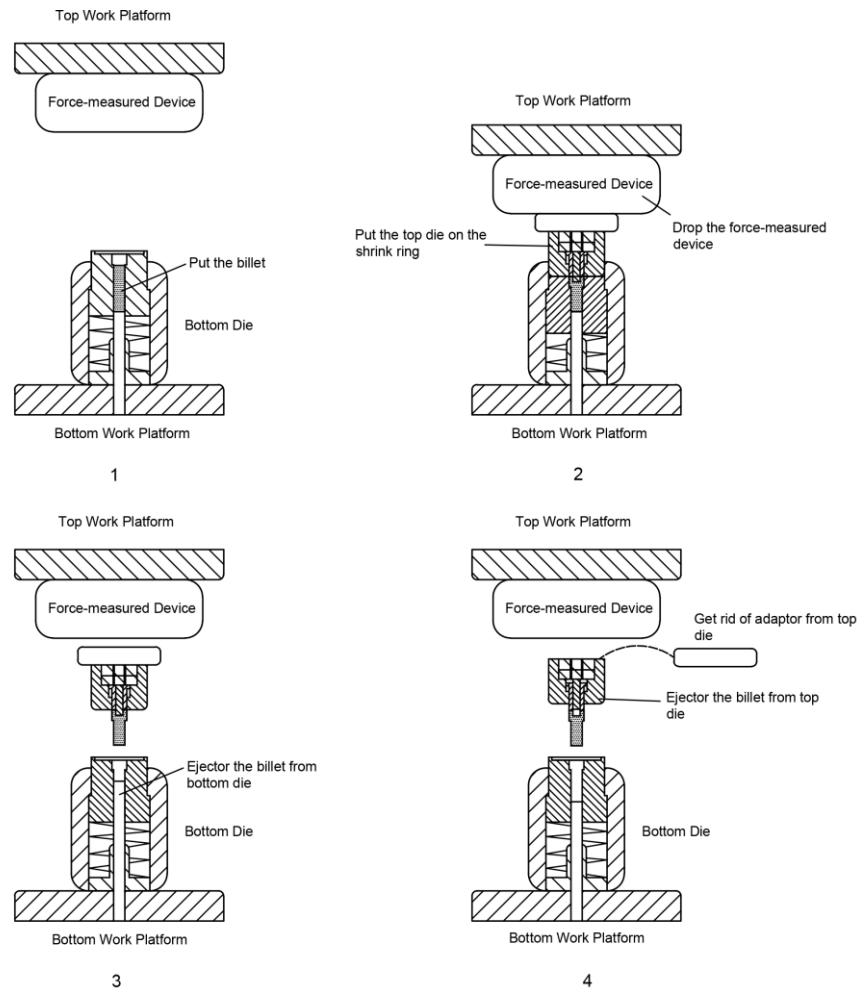 Top Work Platform
Force-measured Device
Put the billet
Bottom Die
Bottom Work Platform
1
Top Work Platform
Force-measured Device
Put the top die on the
shrink ring
Drop the force-measured
device
Bottom Work Platform
2
Top Work Platform
Force-measured Device
Ejector the billet from
bottom die
Bottom Die
Bottom Work Platform
3
Top Work Platform
Force-measured Device
Get rid of adaptor from top
die
Ejector the billet from top
die
Bottom Die
Bottom Work Platform
4